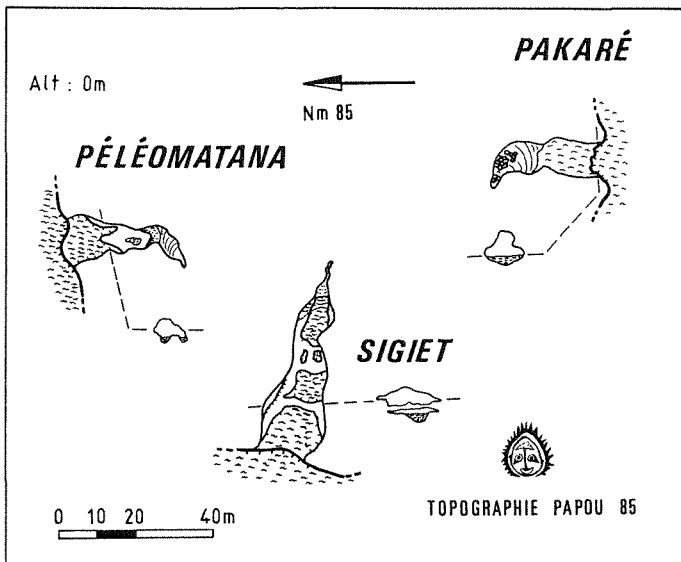 PAKARÉ
Alt : 0m
Nm 85
PÉLÉOMATANA
SIGIET
TOPOGRAPHIE PAPOU 85
0 10 20 40m